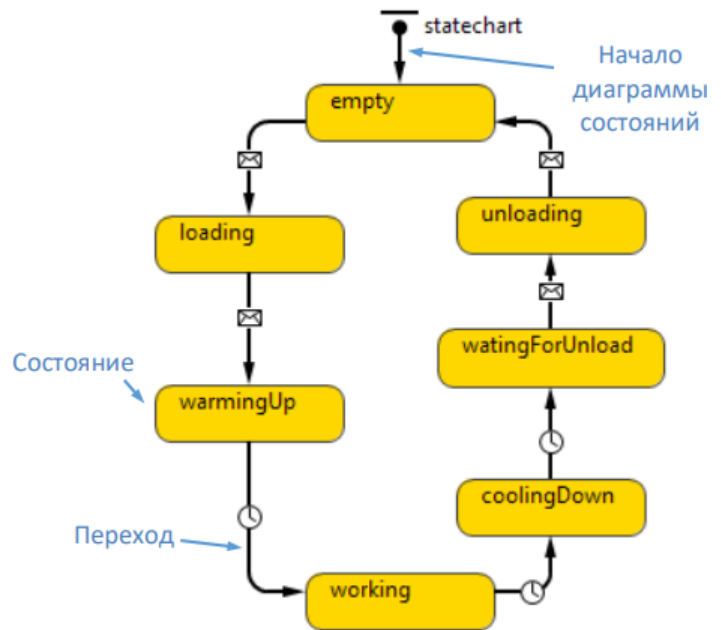 statechart
Начало
диаграммы
состояний
empty
loading
unloading
watingForUnload
Состояние
warmingUp
coolingDown
Переход
working